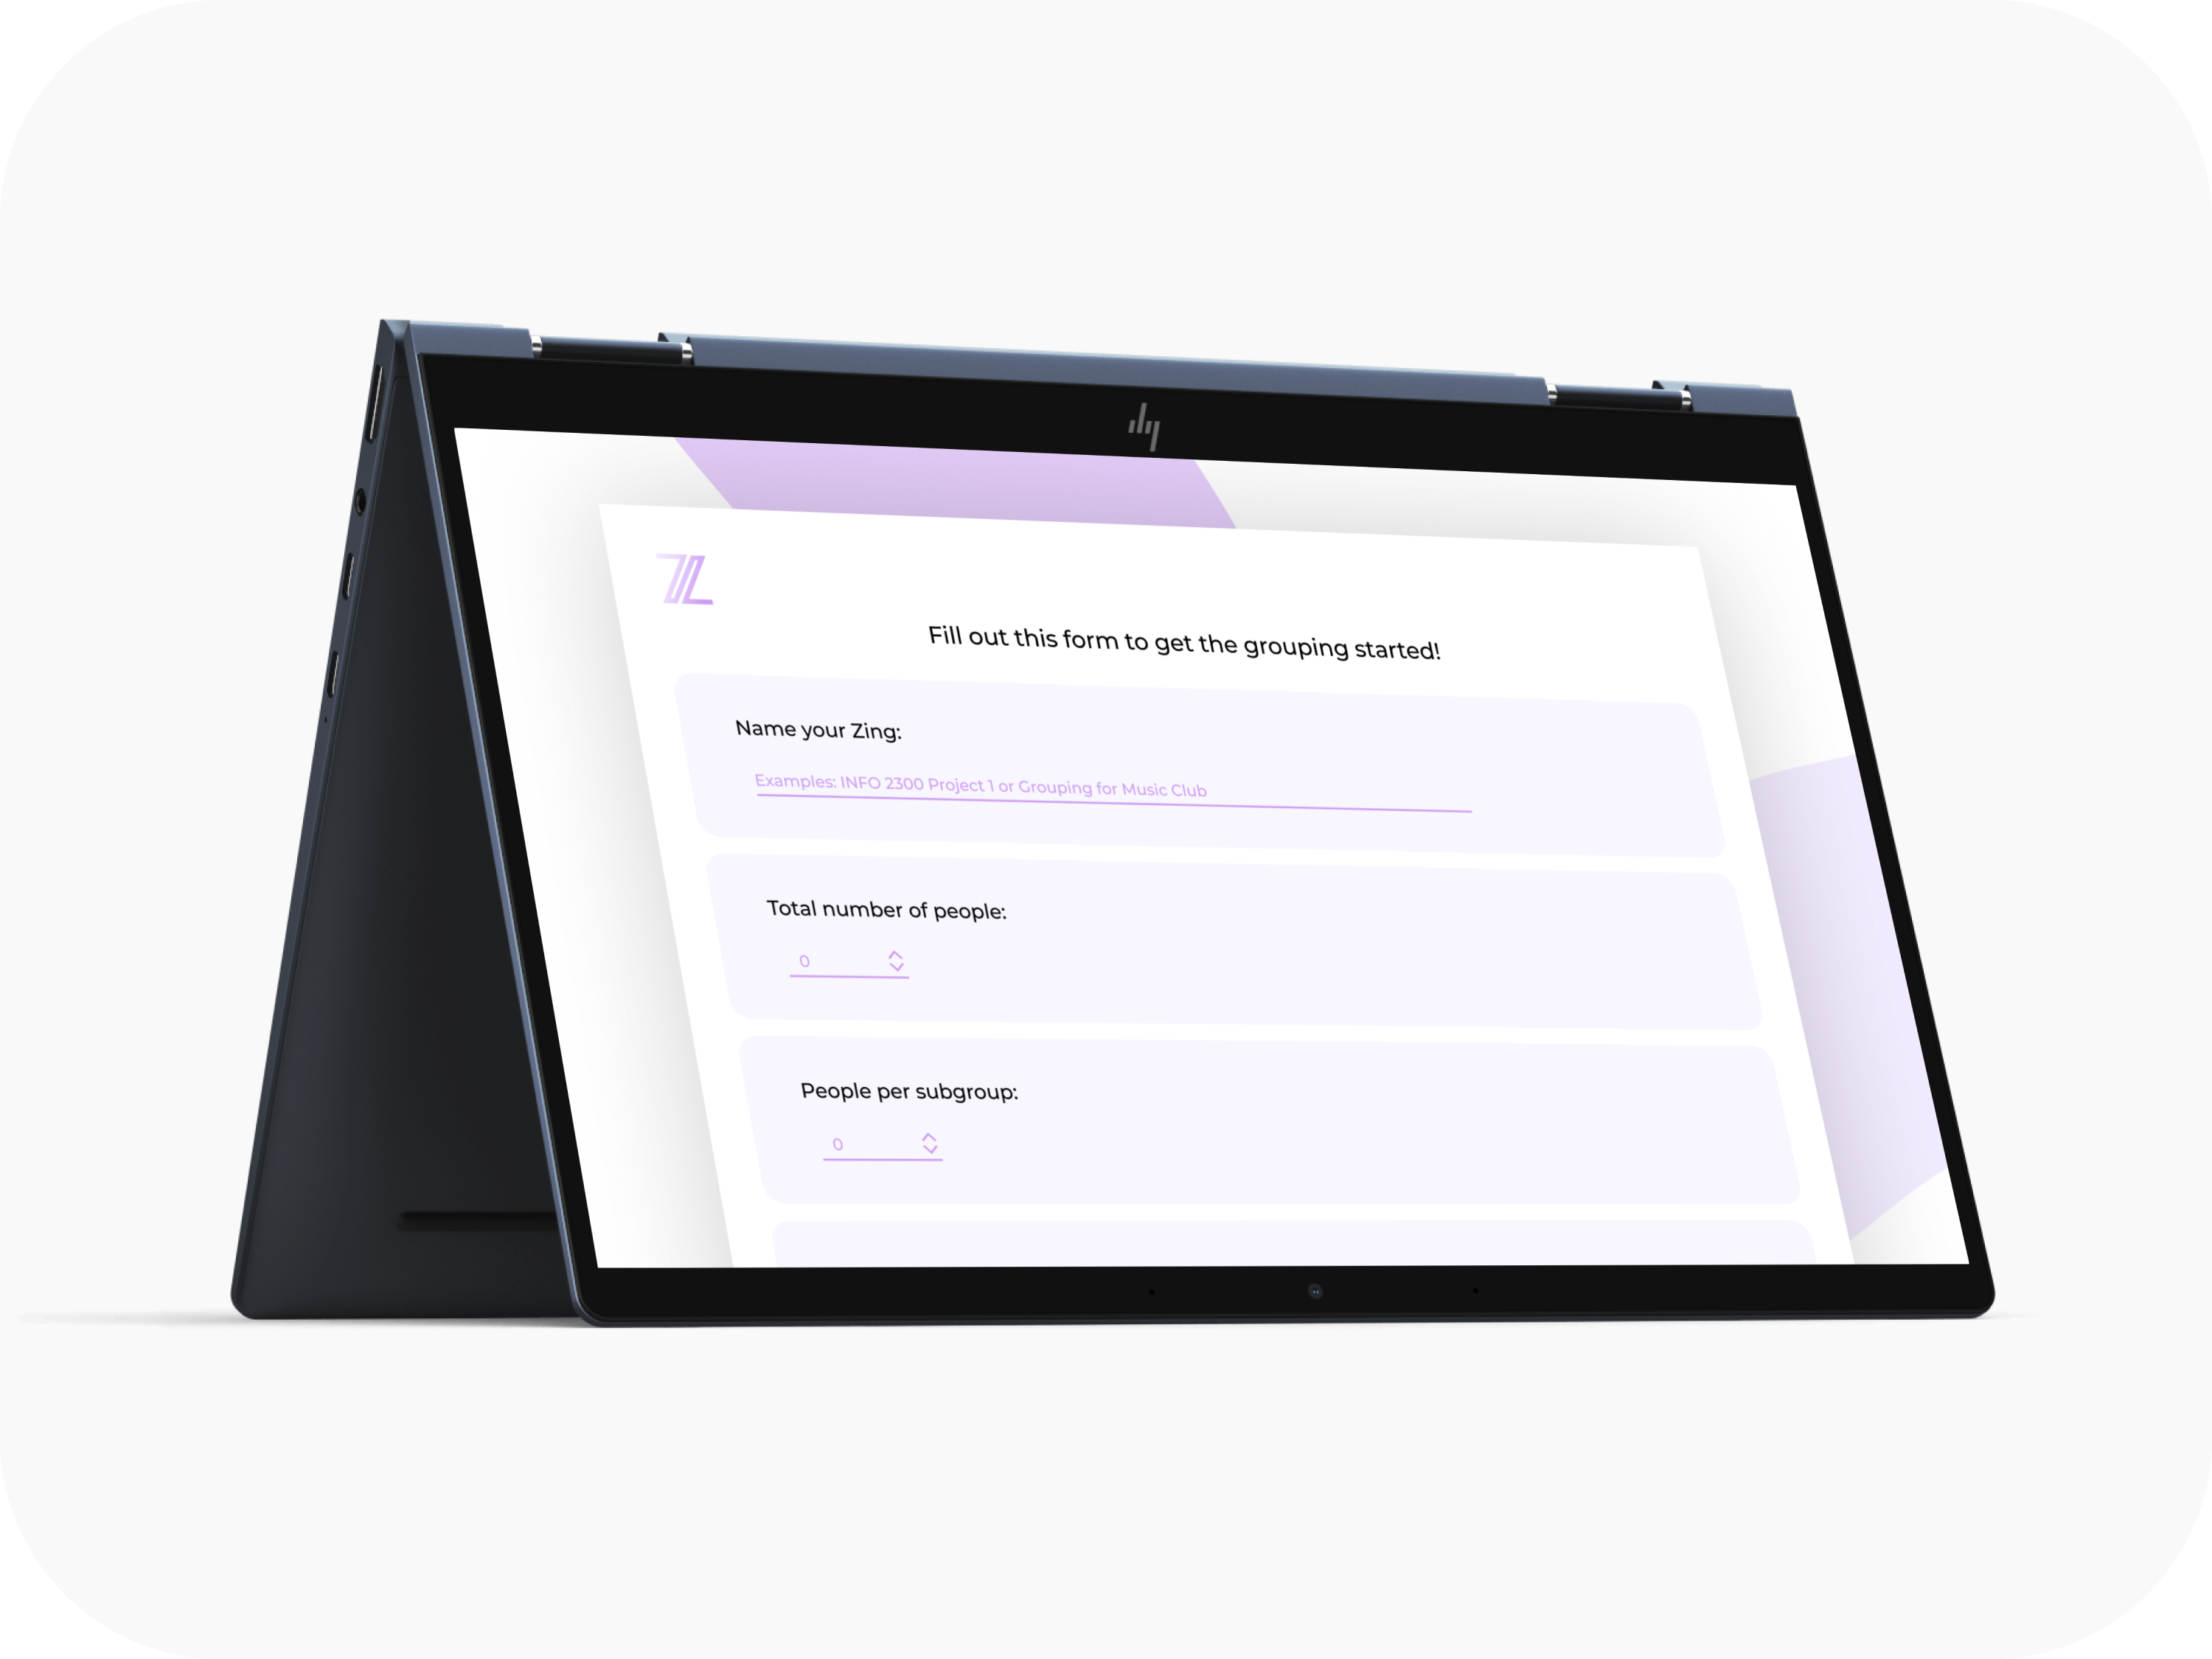 Fill out this form to get the grouping started!
Name your Zing:
Examples: INFO 2300 Project 1 or Grouping for Music Club
Total number of people:
0
People per subgroup:
0